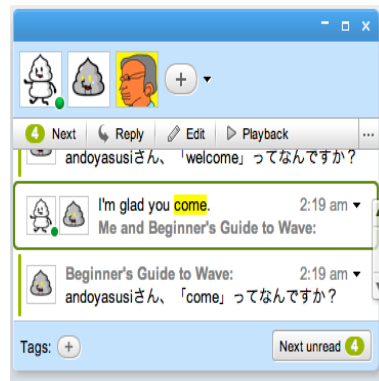 4 Next Reply Edit Playback ...
andoyasusiさん、「welcome」ってなんですか？
I'm glad you come. 2:19 am
Me and Beginner's Guide to Wave:
Beginner's Guide to Wave: 2:19 am
andoyasusiさん、「come」ってなんですか？
Tags: + Next unread 4